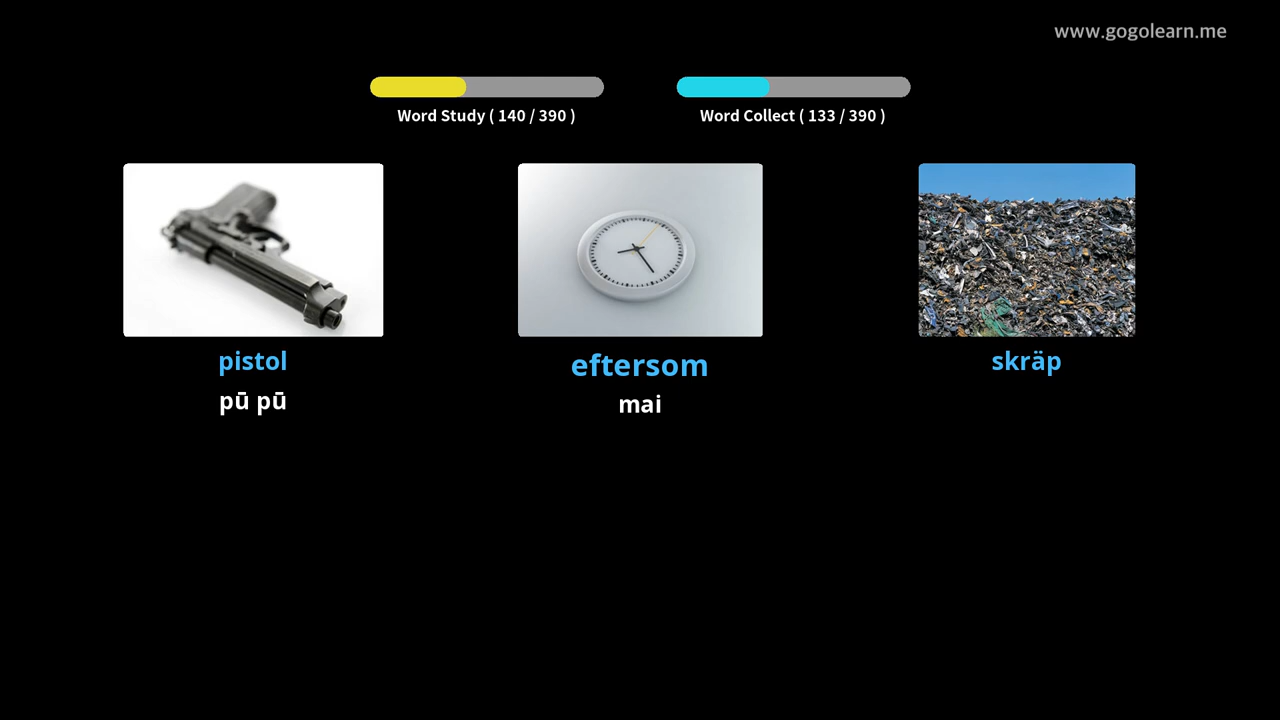 www.gogolearn.me
Word Study ( 140 / 390 )
Word Collect ( 133 / 390 )
pistol
eftersom
skräp
pū pū
mai